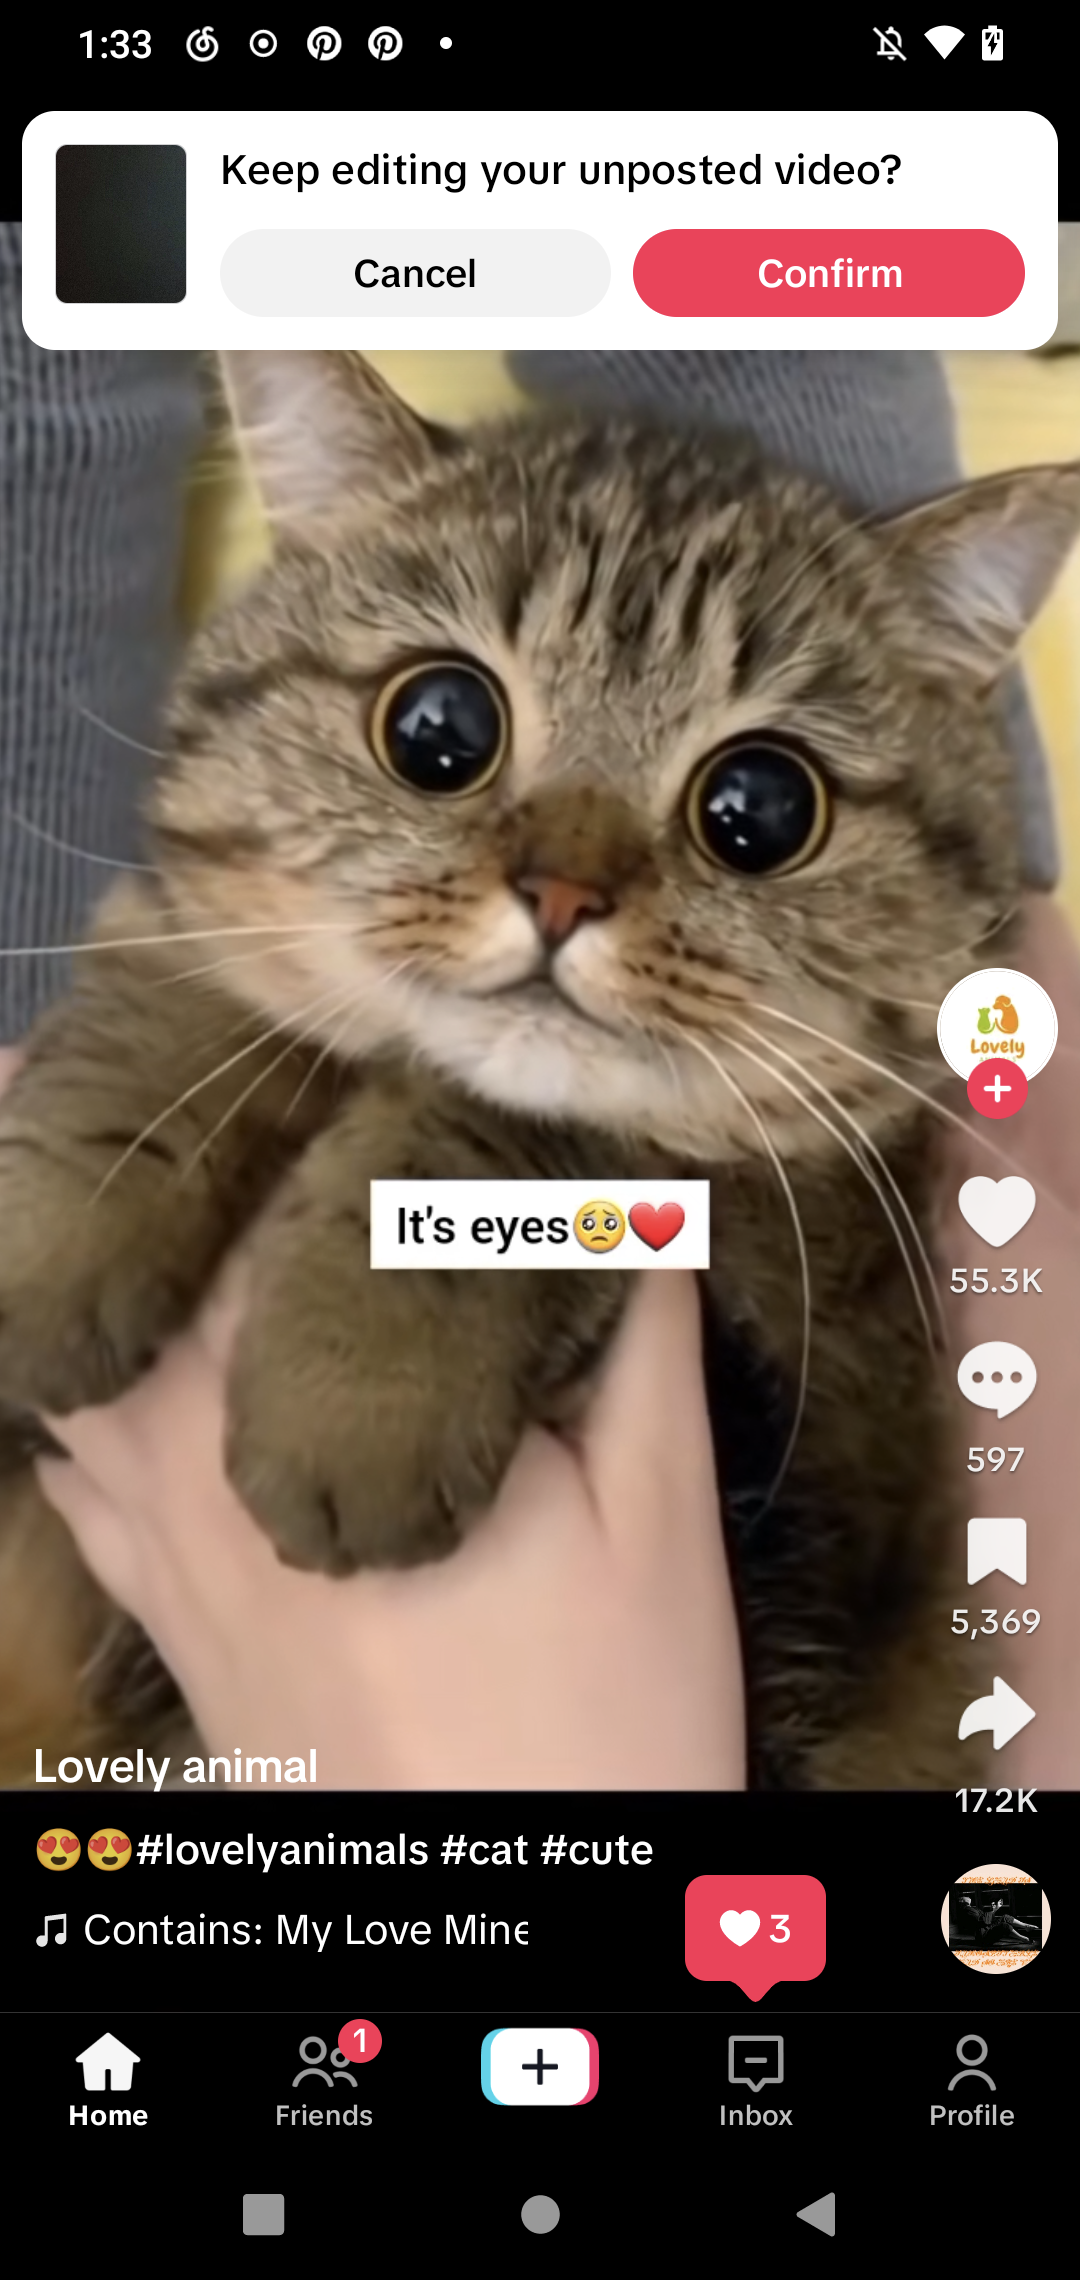 1:33
Keep editing your unposted video?
Cancel
Confirm
Lovely
It's eyes🥺❤️
55.3K
597
5,369
17.2K
Lovely animal
😍😍#lovelyanimals #cat #cute
Contains: My Love Mine
3
1
Home
Friends
Inbox
Profile